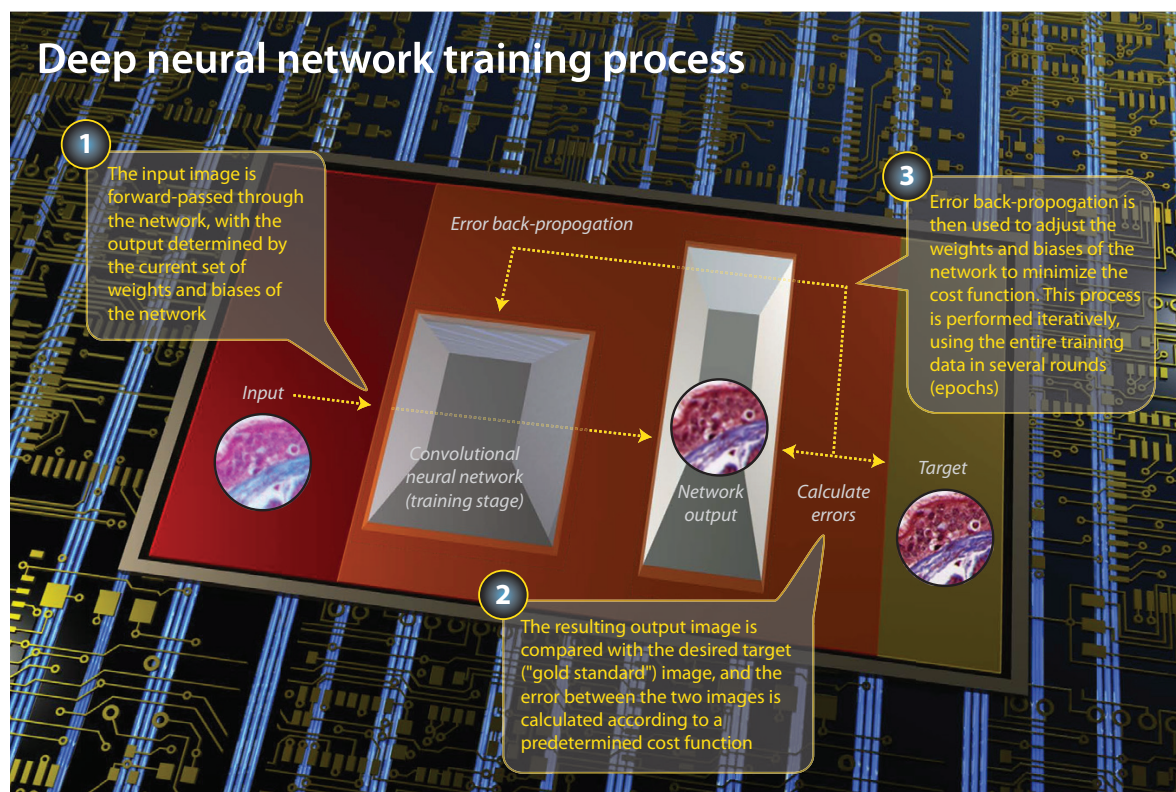 Deep neural network training process
1
The input image is
forward-passed through
the network, with the
output determined by
the current set of
weights and biases of
the network
Error back-propogation
3
Error back-propogation is
then used to adjust the
weights and biases of the
network to minimize the
cost function. This process
is performed iteratively,
using the entire training
data in several rounds
(epochs)
Input
Convolutional
neural network
(training stage)
Network
output
Calculate
errors
Target
2
The resulting output image is
compared with the desired target
("gold standard") image, and the
error between the two images is
calculated according to a
predetermined cost function